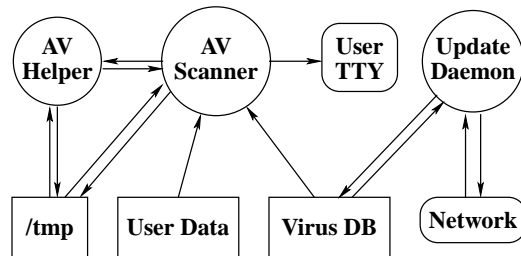 AV
Helper
AV
Scanner
User
TTY
Update
Daemon
/tmp
User Data
Virus DB
Network